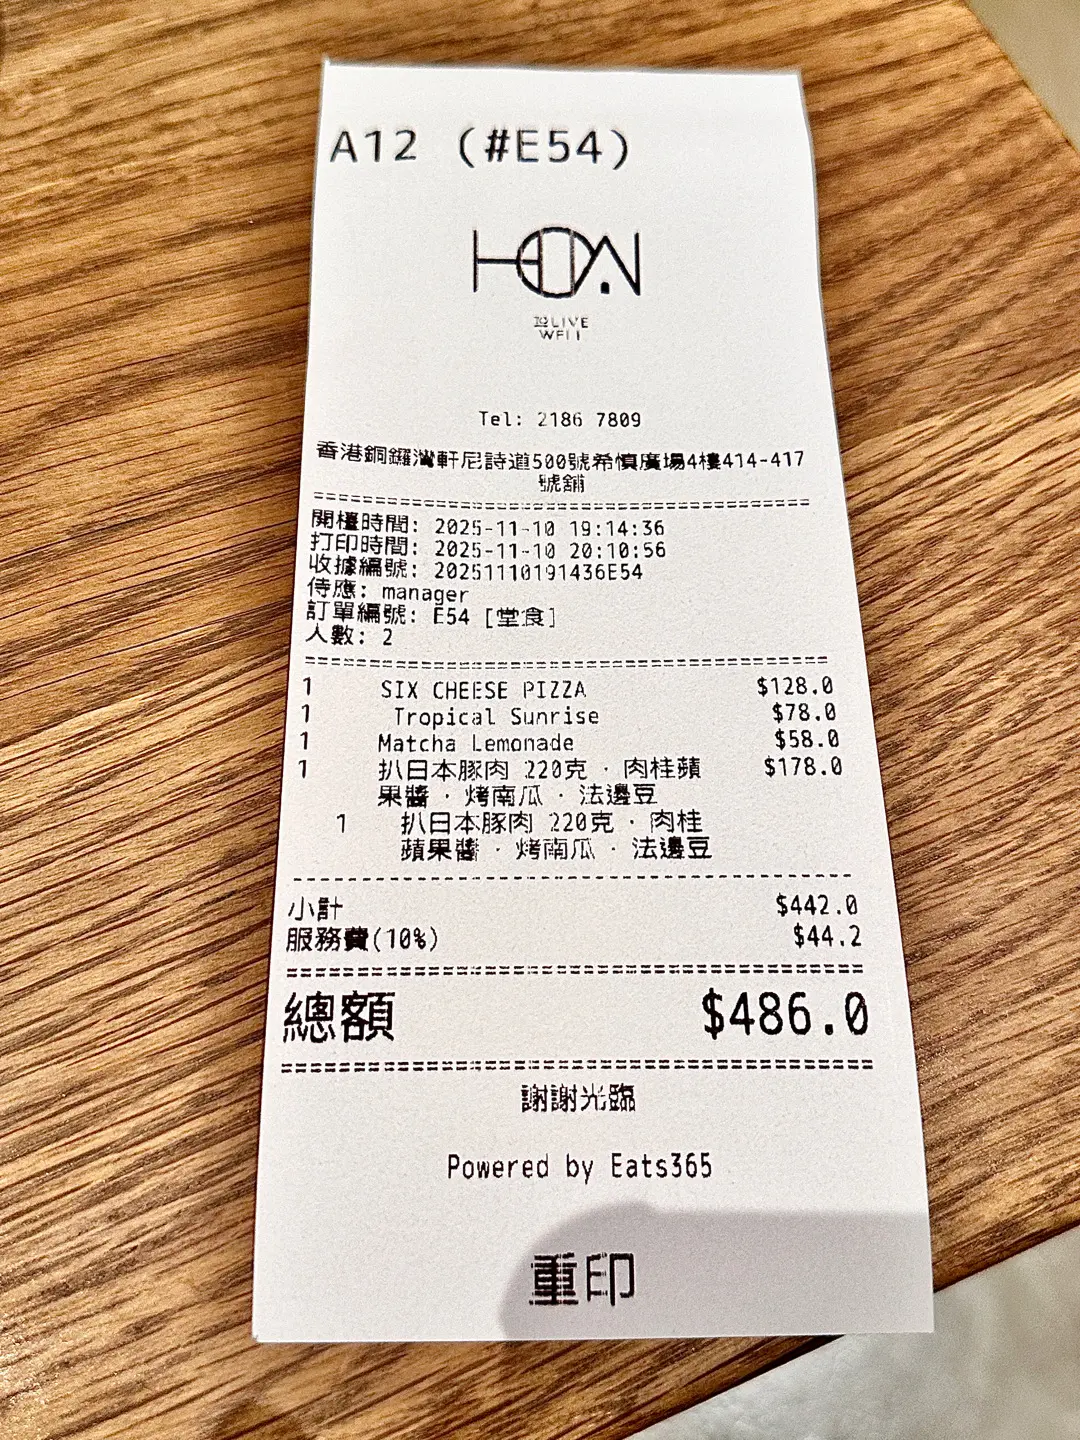 A12 (#E54)
TO LIVE
WELL
Tel: 2186 7809
香港銅鑼灣軒尼詩道500號希慎廣場4樓414-417
號舖
開檯時間: 2025-11-10 19:14:36
打印時間: 2025-11-10 20:10:56
收據編號: 20251110191436E54
侍應: manager
訂單編號: E54 [堂食]
人數: 2
1 SIX CHEESE PIZZA $128.0
1 Tropical Sunrise $78.0
1 Matcha Lemonade $58.0
1 扒日本豚肉 220克 · 肉桂蘋 $178.0
果醬 · 烤南瓜 · 法邊豆
1 扒日本豚肉 220克 · 肉桂
蘋果醬 · 烤南瓜 · 法邊豆
小計 $442.0
服務費(10%) $44.2
總額 $486.0
謝謝光臨
Powered by Eats365
重印